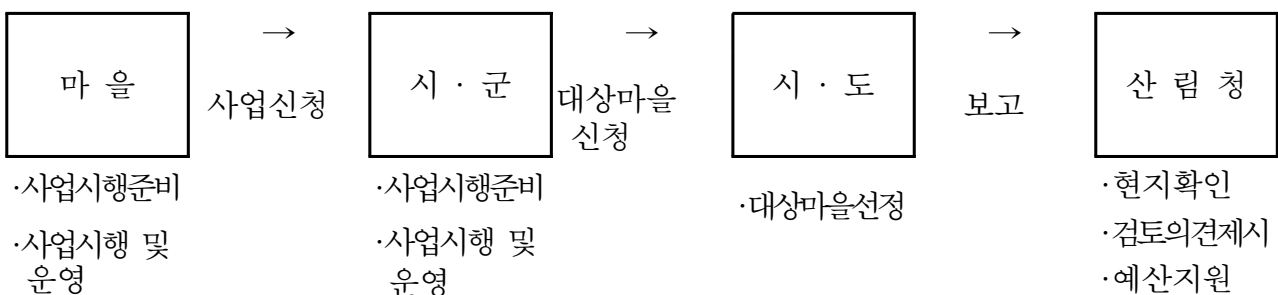 → → →
마 을 시 · 군 시 · 도 산 림 청
사업신청 대상마을 보고
신청
·사업시행준비 ·사업시행준비 ·대상마을선정 ·현지확인
·사업시행 및 ·사업시행 및 ·검토의견제시
운영 운영 ·예산지원